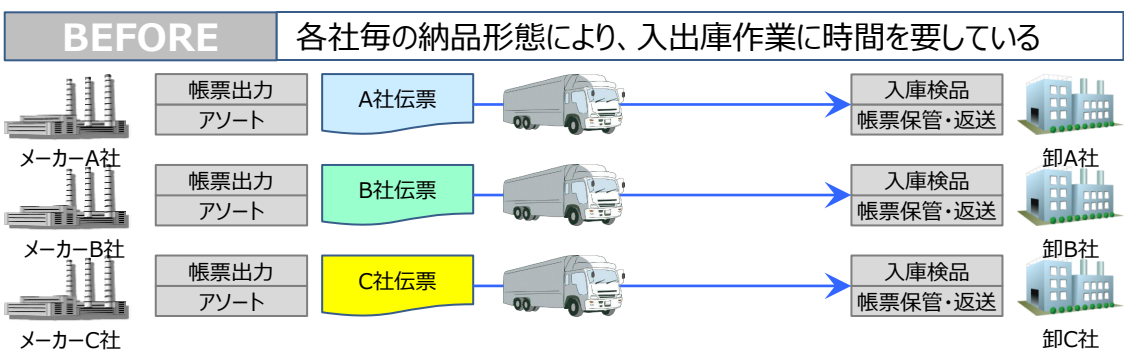 BEFORE
各社毎の納品形態により、入出庫作業に時間を要している
帳票出力
アソート
A社伝票
入庫検品
帳票保管・返送
メーカーA社
卸A社
帳票出力
アソート
B社伝票
入庫検品
帳票保管・返送
メーカーB社
卸B社
帳票出力
アソート
C社伝票
入庫検品
帳票保管・返送
メーカーC社
卸C社